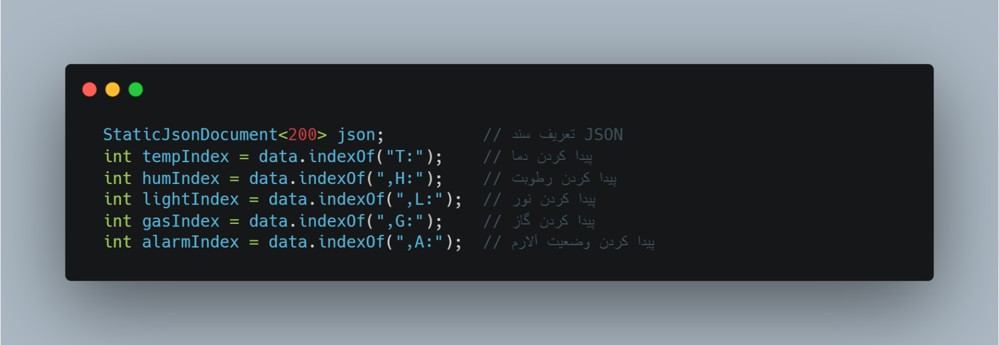 StaticJsonDocument<200> json;          // تعریف سند JSON
int tempIndex = data.indexOf("T:");    // پیدا کردن دما
int humIndex = data.indexOf(",H:");    // پیدا کردن رطوبت
int lightIndex = data.indexOf(",L:");  // پیدا کردن نور
int gasIndex = data.indexOf(",G:");    // پیدا کردن گاز
int alarmIndex = data.indexOf(",A:");  // پیدا کردن وضعیت آلارم